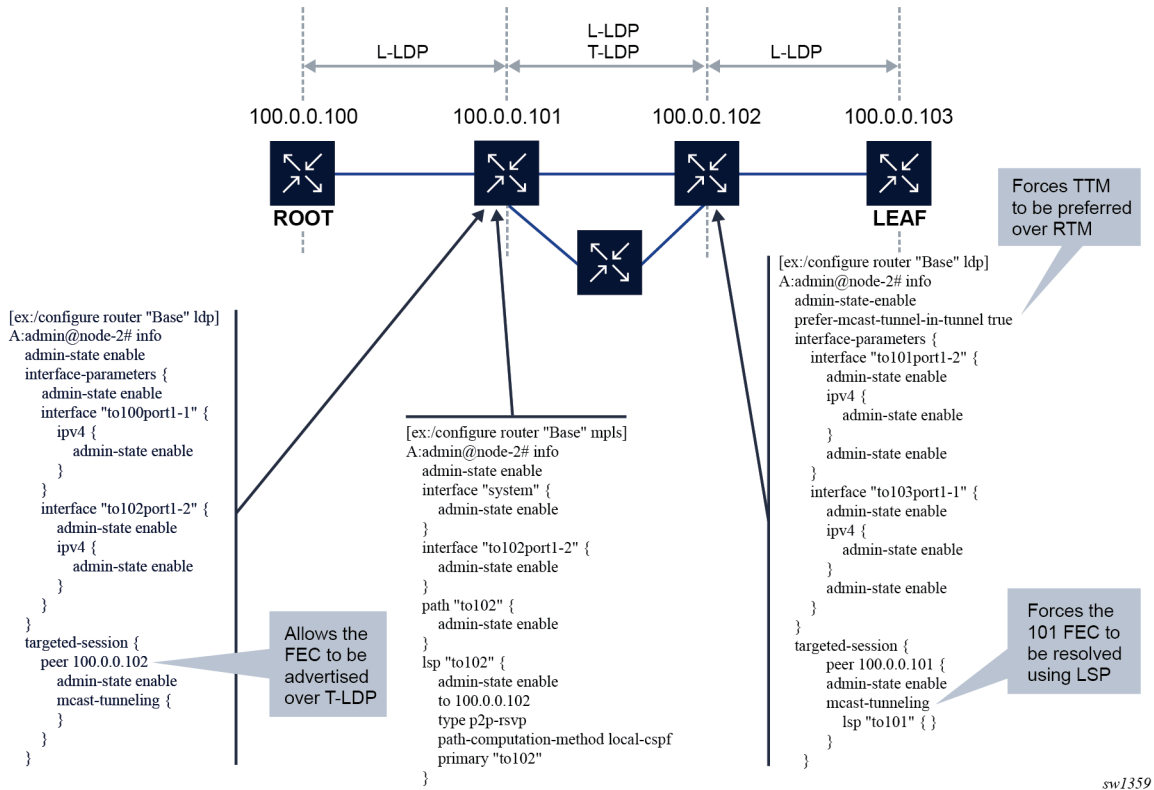 L-LDP
L-LDP
T-LDP
L-LDP
100.0.0.100
100.0.0.101
100.0.0.102
100.0.0.103
ROOT
LEAF
Forces TTM
to be preferred
over RTM
[ex:/configure router "Base" ldp]
A:admin@node-2# info
admin-state enable
interface-parameters {
admin-state enable
interface "to100port1-1" {
ipv4 {
admin-state enable
}
}
interface "to102port1-2" {
admin-state enable
ipv4 {
admin-state enable
}
}
}
targeted-session {
peer 100.0.0.102
admin-state enable
mcast-tunneling {
}
}
}
Allows the
FEC to be
advertised
over T-LDP
[ex:/configure router "Base" mpls]
A:admin@node-2# info
admin-state enable
interface "system" {
admin-state enable
}
interface "to102port1-2" {
admin-state enable
}
path "to102" {
admin-state enable
}
lsp "to102" {
admin-state enable
to 100.0.0.102
type p2p-rsvp
path-computation-method local-cspf
primary "to102"
}
[ex:/configure router "Base" ldp]
A:admin@node-2# info
admin-state-enable
prefer-mcast-tunnel-in-tunnel true
interface-parameters {
interface "to101port1-2" {
admin-state enable
ipv4 {
admin-state enable
}
admin-state enable
}
interface "to103port1-1" {
admin-state enable
ipv4 {
admin-state enable
}
admin-state enable
}
}
targeted-session {
peer 100.0.0.101 {
admin-state enable
mcast-tunneling
lsp "to101" { }
}
}
Forces the
101 FEC to
be resolved
using LSP
sw1359